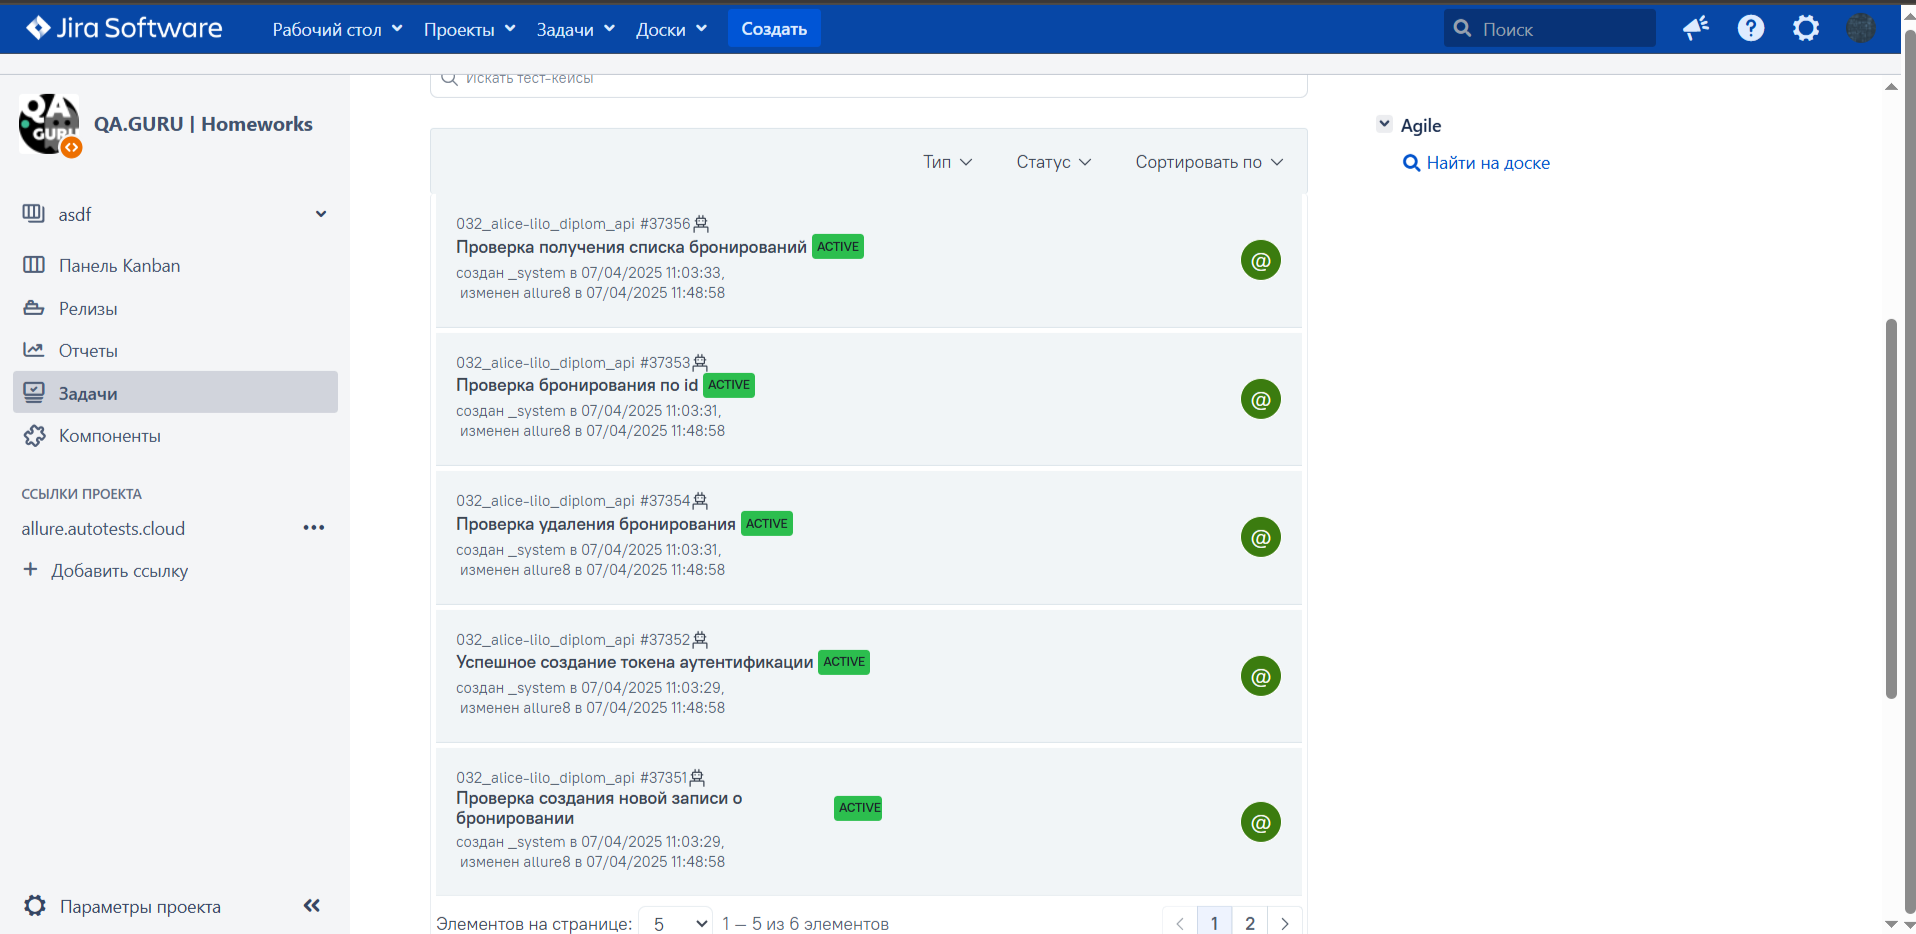 Jira Software
Рабочий стол
Проекты
Задачи
Доски
Создать
Поиск
QA.GURU | Homeworks
asdf
Панель Kanban
Релизы
Отчеты
Задачи
Компоненты
ССЫЛКИ ПРОЕКТА
allure.autotests.cloud
Добавить ссылку
Параметры проекта
Искать тест-кейсы
Тип
Статус
Сортировать по
032_alice-lilo_diplom_api #37356
Проверка получения списка бронирований ACTIVE
создан _system в 07/04/2025 11:03:33,
изменен allure8 в 07/04/2025 11:48:58
@
032_alice-lilo_diplom_api #37353
Проверка бронирования по id ACTIVE
создан _system в 07/04/2025 11:03:31,
изменен allure8 в 07/04/2025 11:48:58
@
032_alice-lilo_diplom_api #37354
Проверка удаления бронирования ACTIVE
создан _system в 07/04/2025 11:03:31,
изменен allure8 в 07/04/2025 11:48:58
@
032_alice-lilo_diplom_api #37352
Успешное создание токена аутентификации ACTIVE
создан _system в 07/04/2025 11:03:29,
изменен allure8 в 07/04/2025 11:48:58
@
032_alice-lilo_diplom_api #37351
Проверка создания новой записи о
бронировании
ACTIVE
создан _system в 07/04/2025 11:03:29,
изменен allure8 в 07/04/2025 11:48:58
@
Элементов на странице: 5 1 — 5 из 6 элементов
1 2
Agile
Найти на доске
QA
GURU